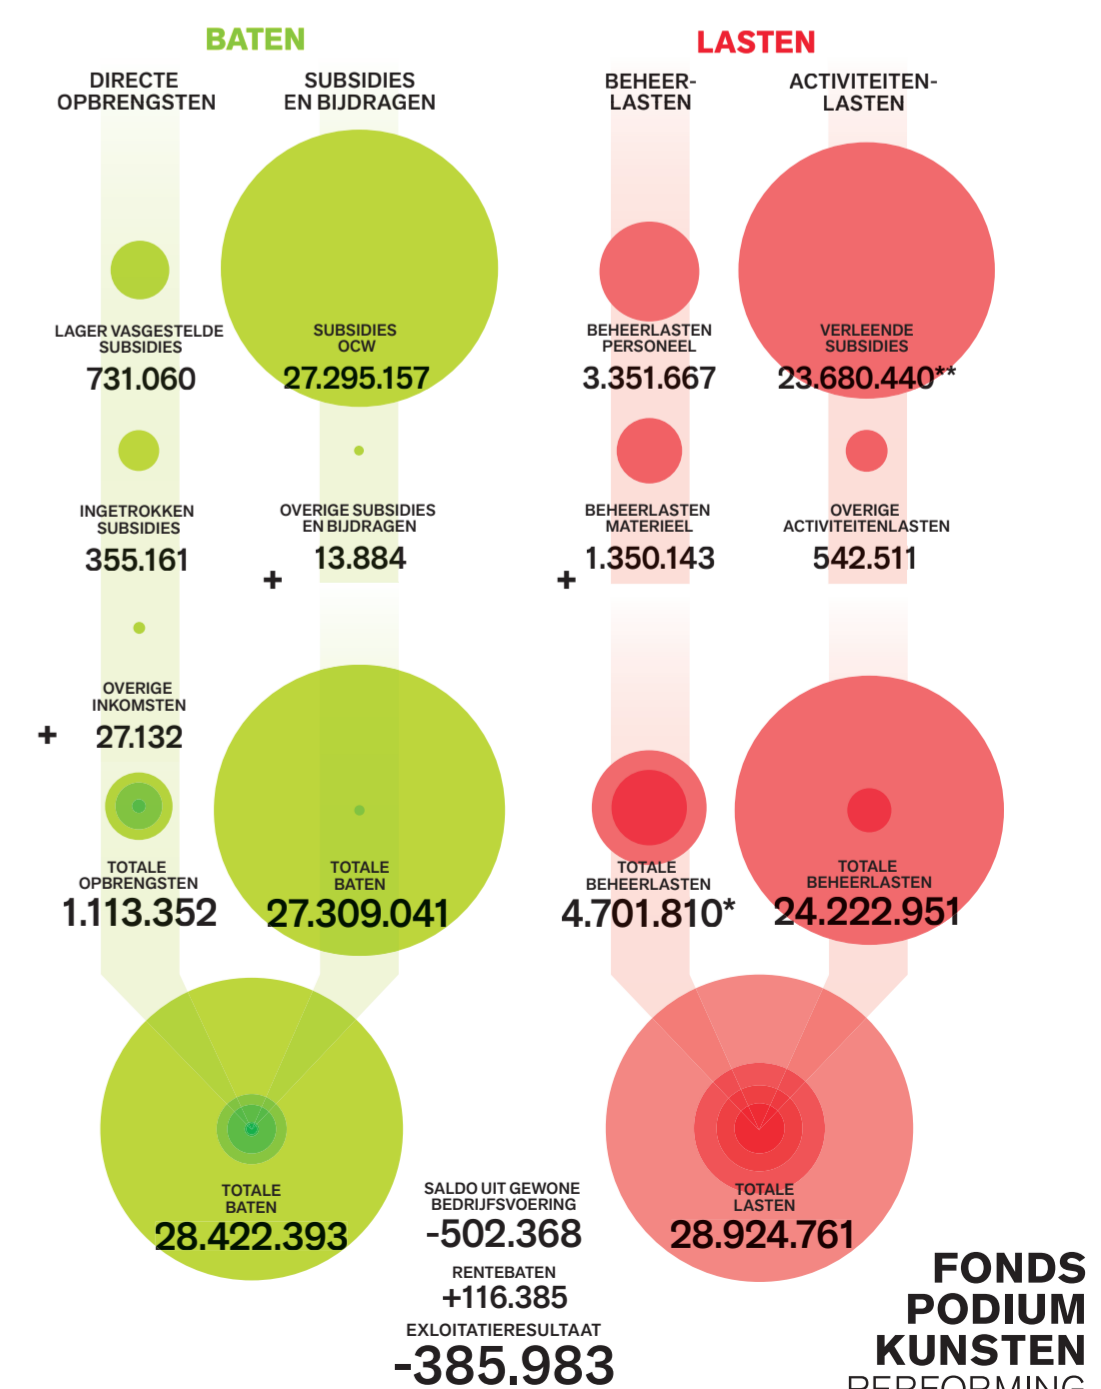 BATEN
DIRECTE
OPBRENGSTEN
SUBSIDIES
EN BIJDRAGEN
LAGER VASGESTELDE
SUBSIDIES
731.060
SUBSIDIES
OCW
27.295.157
INGETROKKEN
SUBSIDIES
355.161
OVERIGE SUBSIDIES
EN BIJDRAGEN
13.884
+
OVERIGE
INKOMSTEN
27.132
+
TOTALE
OPBRENGSTEN
1.113.352
TOTALE
BATEN
27.309.041
TOTALE
BATEN
28.422.393
LASTEN
BEHEER-
LASTEN
ACTIVITEITEN-
LASTEN
BEHEERLASTEN
PERSONEEL
3.351.667
VERLEENDE
SUBSIDIES
23.680.440**
BEHEERLASTEN
MATERIEEL
1.350.143
+
OVERIGE
ACTIVITEITENLASTEN
542.511
TOTALE
BEHEERLASTEN
4.701.810*
TOTALE
BEHEERLASTEN
24.222.951
TOTALE
LASTEN
28.924.761
SALDO UIT GEWONE
BEDRIJFSVOERING
-502.368
RENTEBATEN
+116.385
EXLOITATIERESULTAAT
-385.983
FONDS
PODIUM
KUNSTEN
PERFORMING